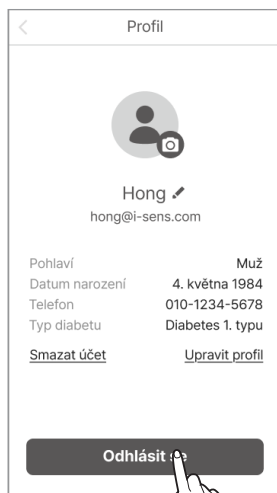 Profil
Hong
hong@i-sens.com
Pohlaví Muž
Datum narození 4. května 1984
Telefon 010-1234-5678
Typ diabetu Diabetes 1. typu
Smazat účet Upravit profil
Odhlásit se